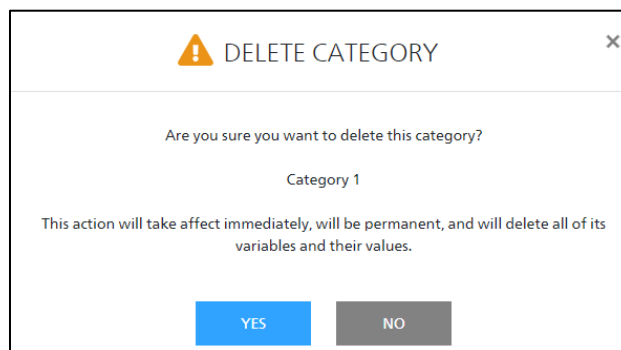 DELETE CATEGORY
Are you sure you want to delete this category?
Category 1
This action will take affect immediately, will be permanent, and will delete all of its
variables and their values.
YES NO